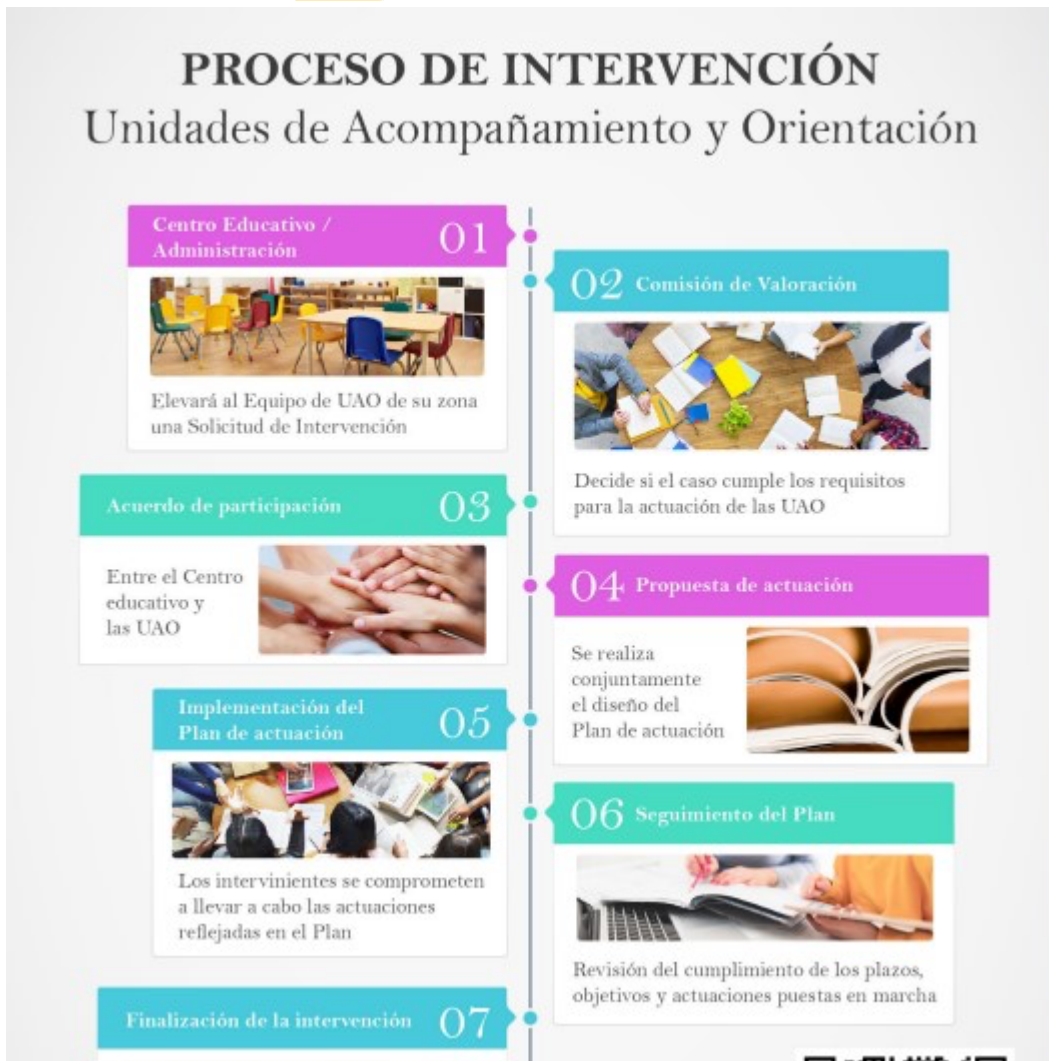 PROCESO DE INTERVENCIÓN
Unidades de Acompañamiento y Orientación
Centro Educativo /
Administración
01
Elevará al Equipo de UAO de su zona
una Solicitud de Intervención
02 Comisión de Valoración
Decide si el caso cumple los requisitos
para la actuación de las UAO
Acuerdo de participación 03
Entre el Centro
educativo y
las UAO
04 Propuesta de actuación
Se realiza
conjuntamente
el diseño del
Plan de actuación
Implementación del
Plan de actuación
05
Los intervinientes se comprometen
a llevar a cabo las actuaciones
reflejadas en el Plan
06 Seguimiento del Plan
Revisión del cumplimiento de los plazos,
objetivos y actuaciones puestas en marcha
Finalización de la intervención 07